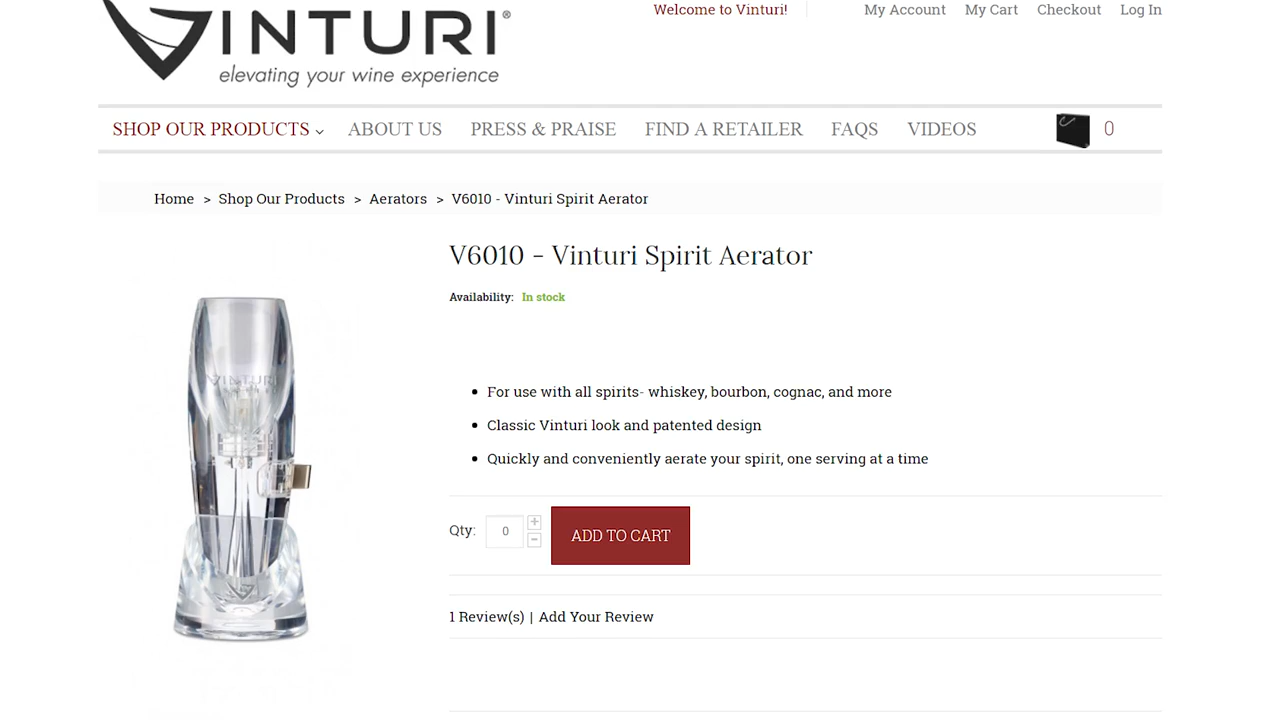 VINTURI®
elevating your wine experience
Welcome to Vinturi!
My Account My Cart Checkout Log In
SHOP OUR PRODUCTS ABOUT US PRESS & PRAISE FIND A RETAILER FAQS VIDEOS 0
Home > Shop Our Products > Aerators > V6010 - Vinturi Spirit Aerator
V6010 - Vinturi Spirit Aerator
Availability: In stock
VINTURI
• For use with all spirits- whiskey, bourbon, cognac, and more
• Classic Vinturi look and patented design
• Quickly and conveniently aerate your spirit, one serving at a time
Qty: 0 + - ADD TO CART
1 Review(s) | Add Your Review